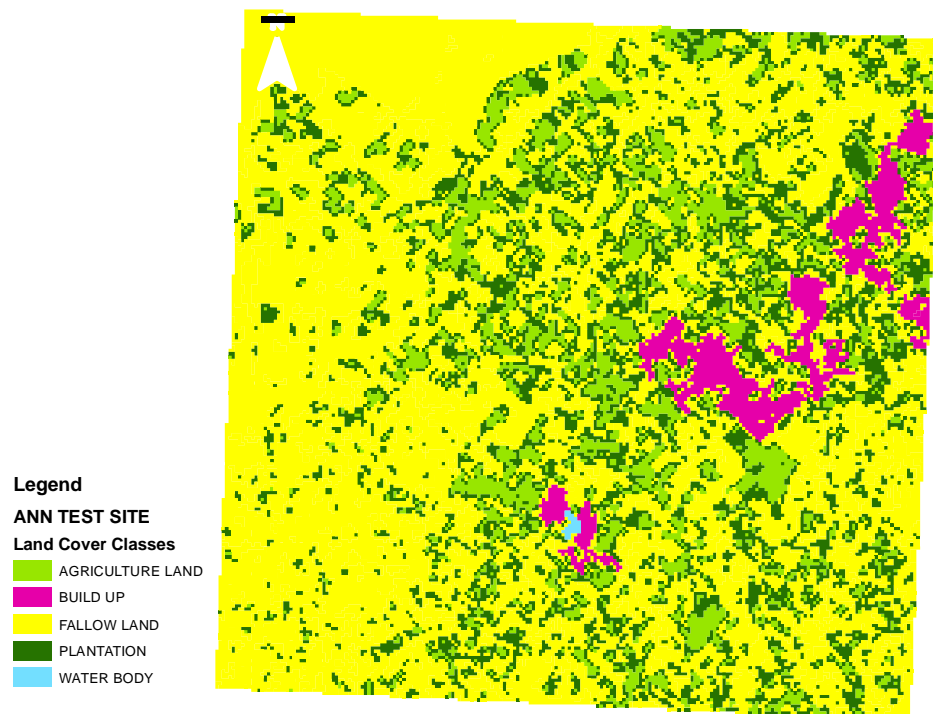 Legend
ANN TEST SITE
Land Cover Classes
AGRICULTURE LAND
BUILD UP
FALLOW LAND
PLANTATION
WATER BODY